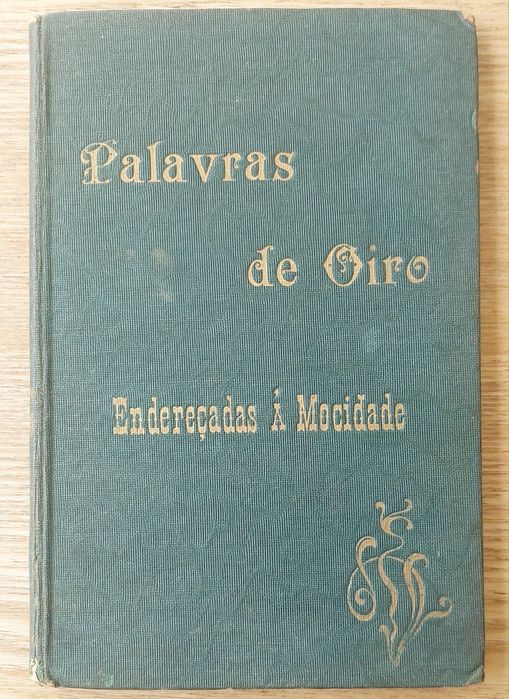 Palavras
de Oiro
Endereçadas Á Mocidade